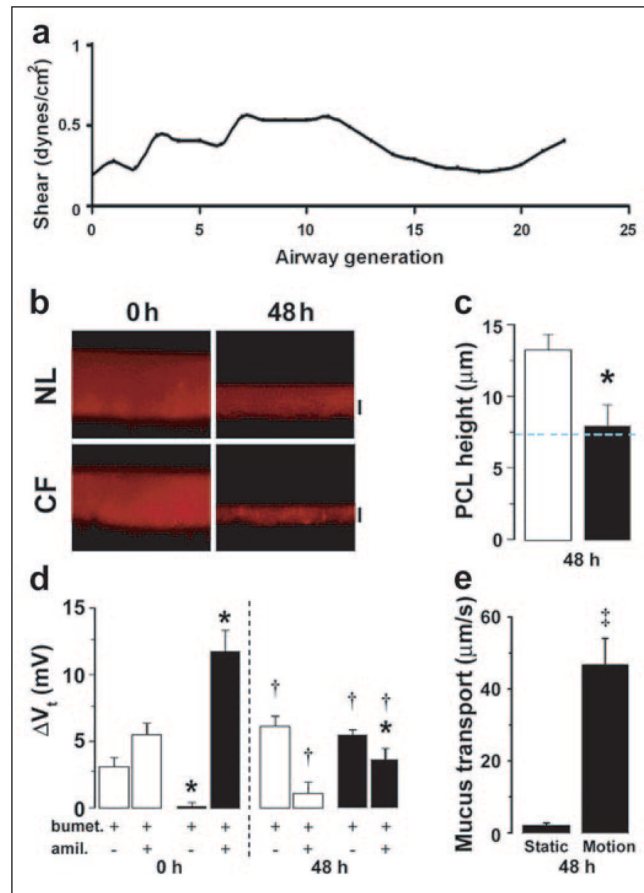 a
1
0.5
0
Shear (dynes/cm²)
0 5 10 15 20 25
Airway generation
b
0 h 48 h
NL
CF
c
15
10
5
0
PCL height (µm)
*
48 h
d
15
10
5
0
ΔVt (mV)
* * † † † † *
bumet. + + + + + + + +
amil. - + - + - + - +
0 h 48 h
e
60
40
20
0
Mucus transport (µm/s)
‡
Static Motion
48 h